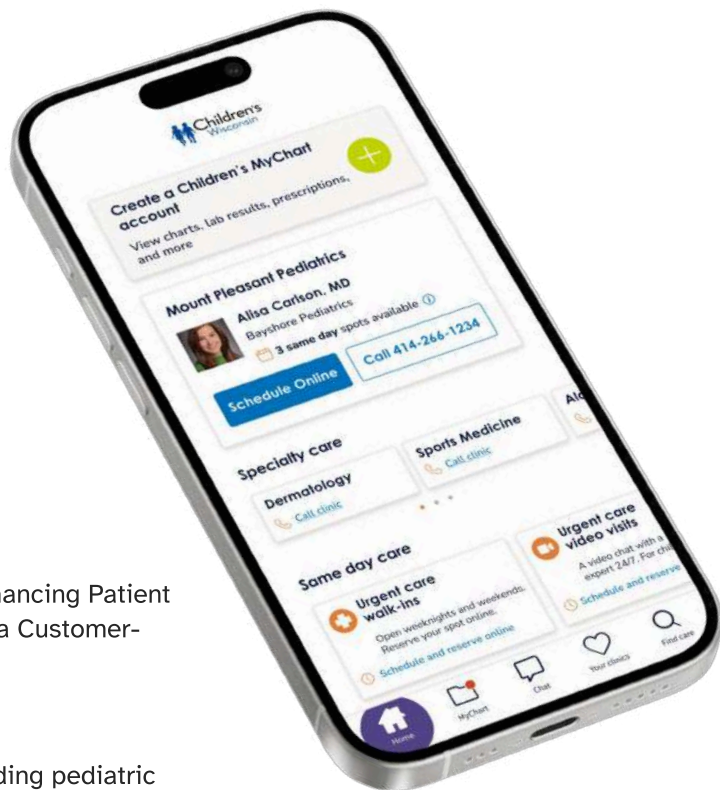 Children's
Wisconsin
Create a Children's MyChart
account
View charts, lab results, prescriptions,
and more
Mount Pleasant Pediatrics
Alisa Carlson, MD
Bayshore Pediatrics
3 same day spots available
Schedule Online
Call 414-266-1234
Specialty care
Dermatology
Call clinic
Sports Medicine
Call clinic
Same day care
Urgent care
walk-ins
Open weeknights and weekends.
Reserve your spot online.
Schedule and reserve online
Urgent care
video visits
A video chat with a
expert 24/7. For
Schedule and reserve
Home
MyChart
Chat
Your clinics
Find care
Patient
a Customer-
pediatric